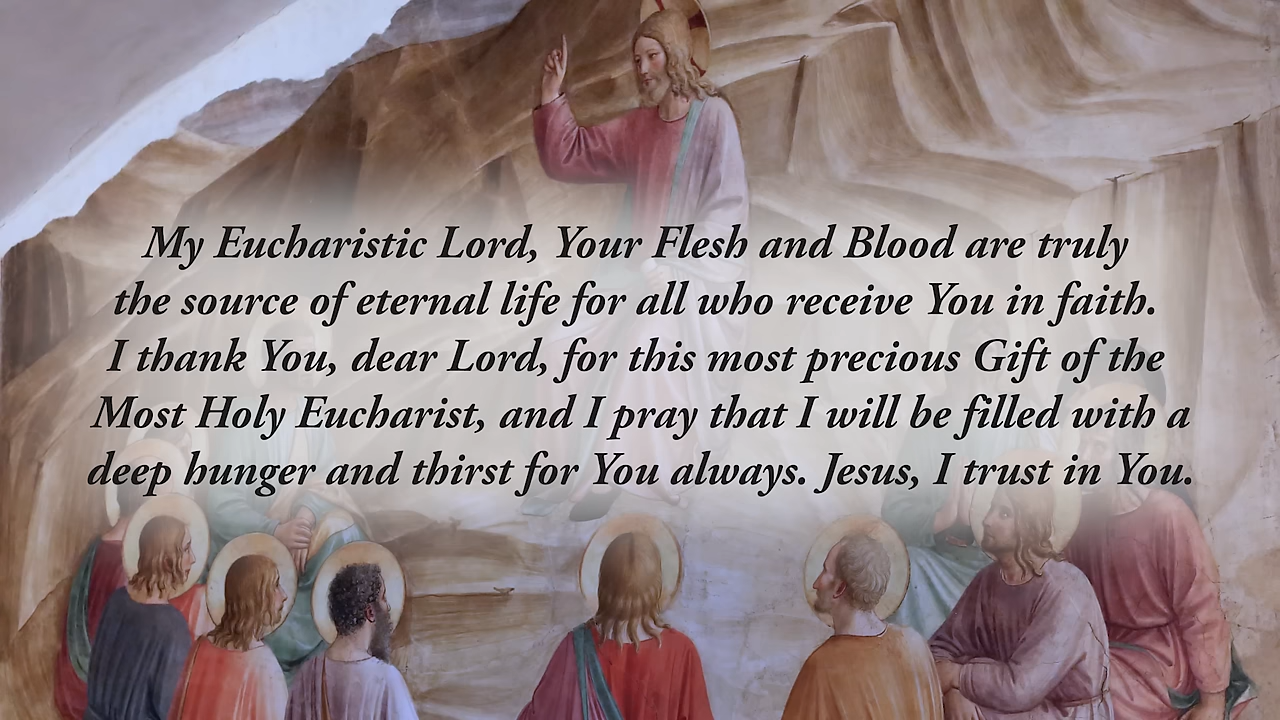 My Eucharistic Lord, Your Flesh and Blood are truly
the source of eternal life for all who receive You in faith.
I thank You, dear Lord, for this most precious Gift of the
Most Holy Eucharist, and I pray that I will be filled with a
deep hunger and thirst for You always. Jesus, I trust in You.